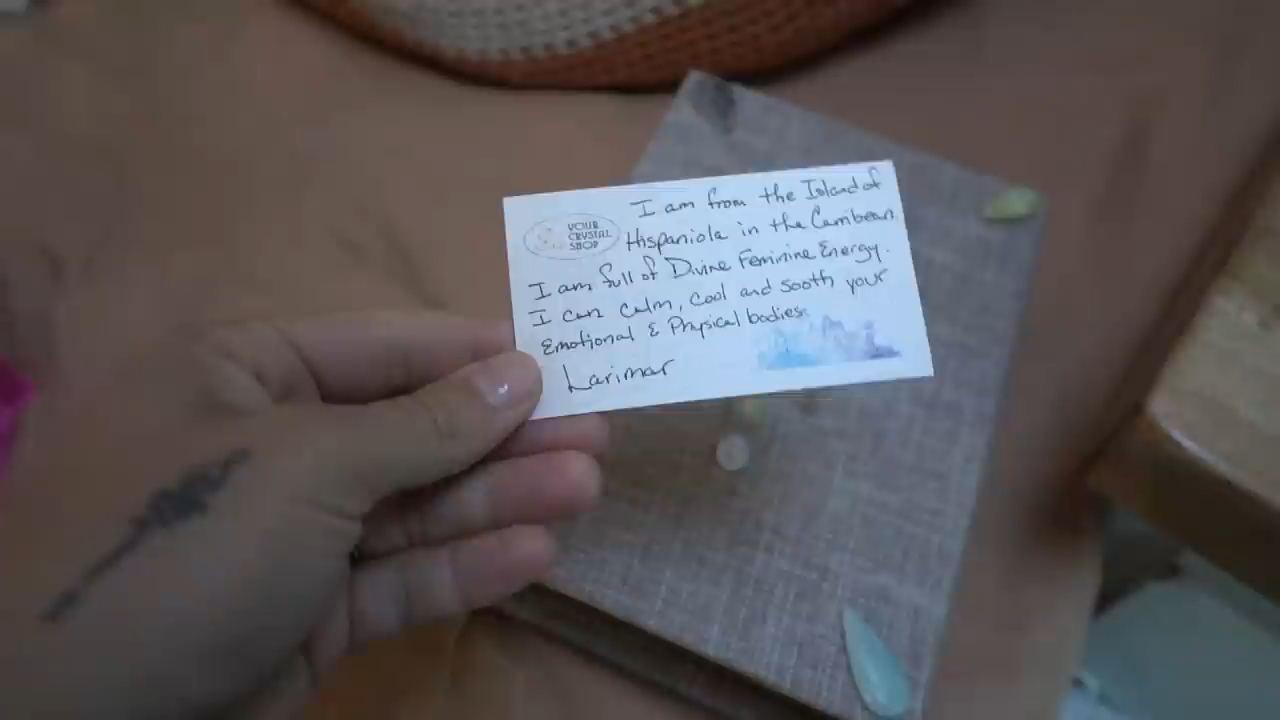 YOUR
CRYSTAL
SHOP
I am from the Island of
Hispaniola in the Carribean.
I am full of Divine Feminine Energy.
I can calm, cool and sooth your
Emotional & Physical bodies.
Larimar